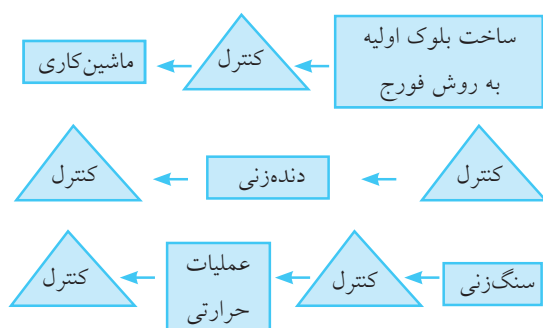 ساخت بلوک اولیه
به روش فورج
کنترل
ماشین‌کاری
کنترل
دنده‌زنی
کنترل
سنگ‌زنی
کنترل
عملیات
حرارتی
کنترل